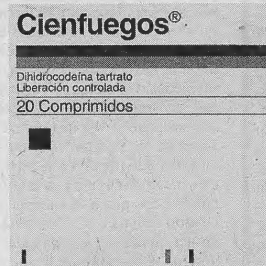 Cienfuegos®
Dihidrocodeína tartrato
Liberación controlada
20 Comprimidos